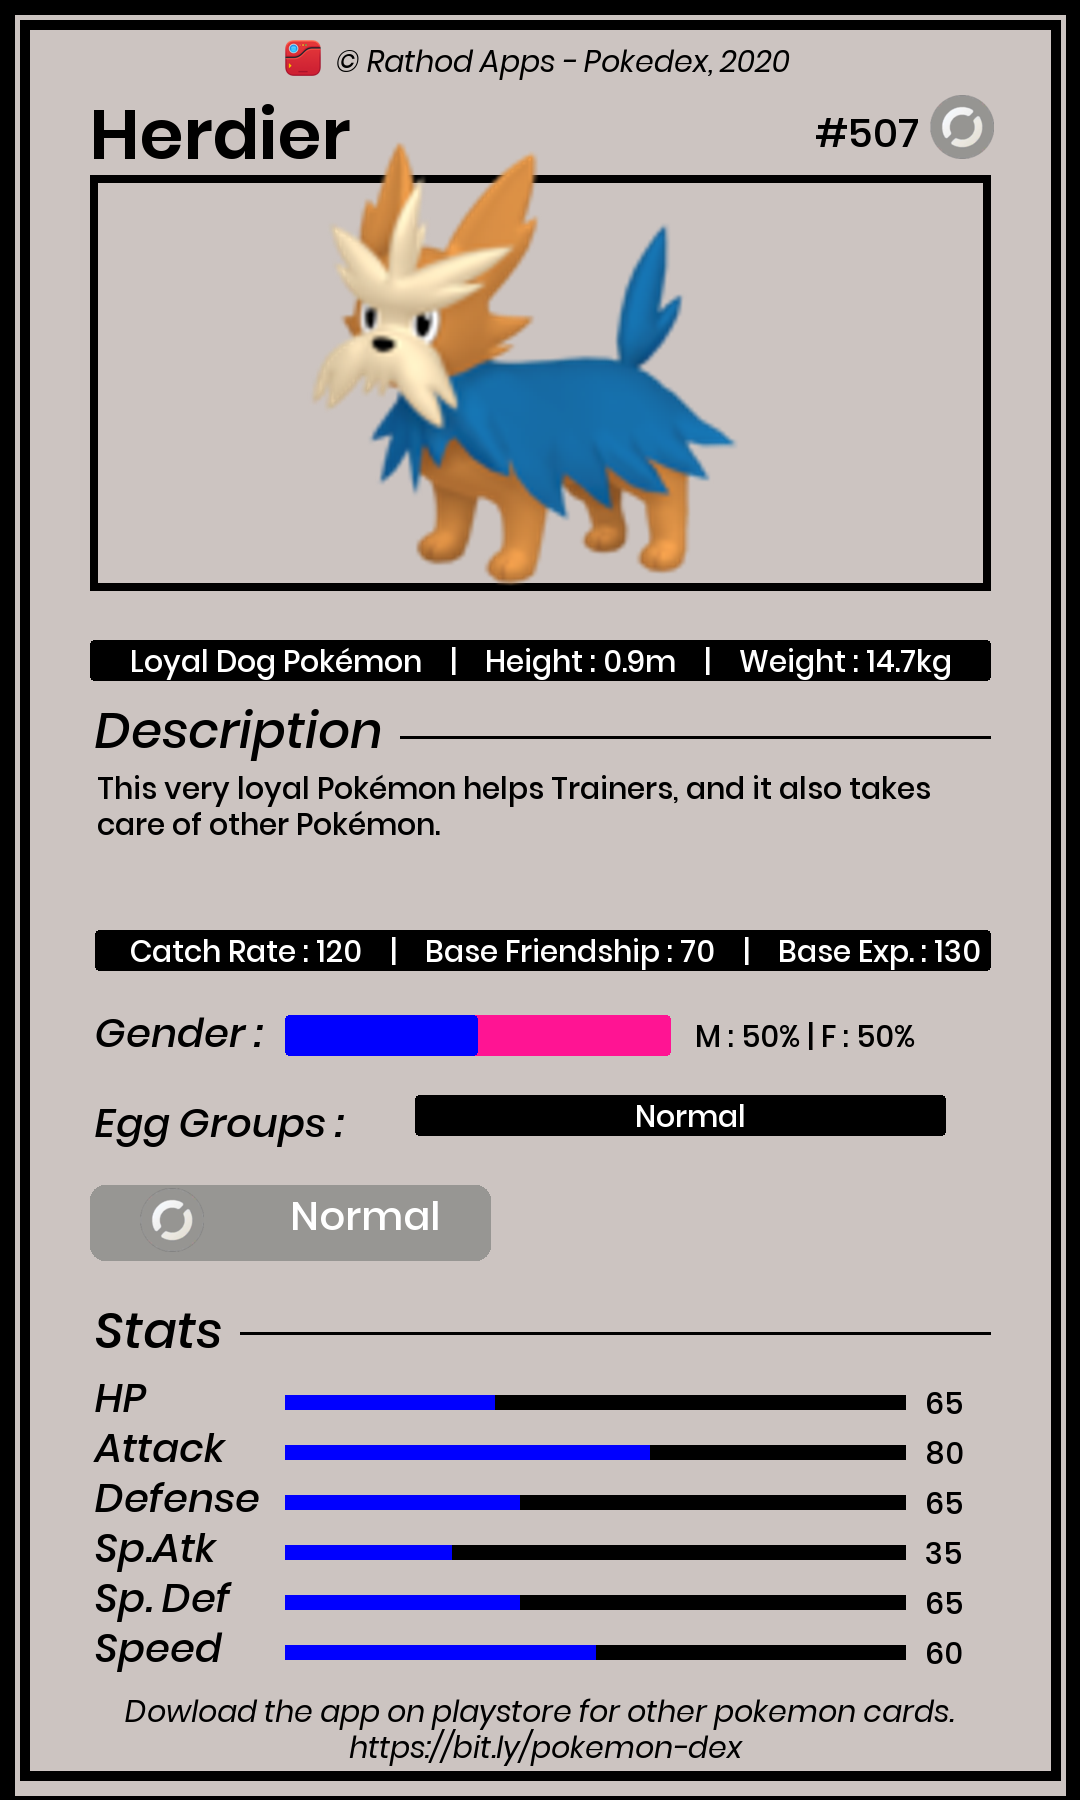 © Rathod Apps - Pokedex, 2020
Herdier #507
Loyal Dog Pokémon | Height : 0.9m | Weight : 14.7kg
Description
This very loyal Pokémon helps Trainers, and it also takes
care of other Pokémon.
Catch Rate : 120 | Base Friendship : 70 | Base Exp. : 130
Gender : M : 50% | F : 50%
Egg Groups : Normal
Normal
Stats
HP 65
Attack 80
Defense 65
Sp.Atk 35
Sp. Def 65
Speed 60
Dowload the app on playstore for other pokemon cards.
https://bit.ly/pokemon-dex